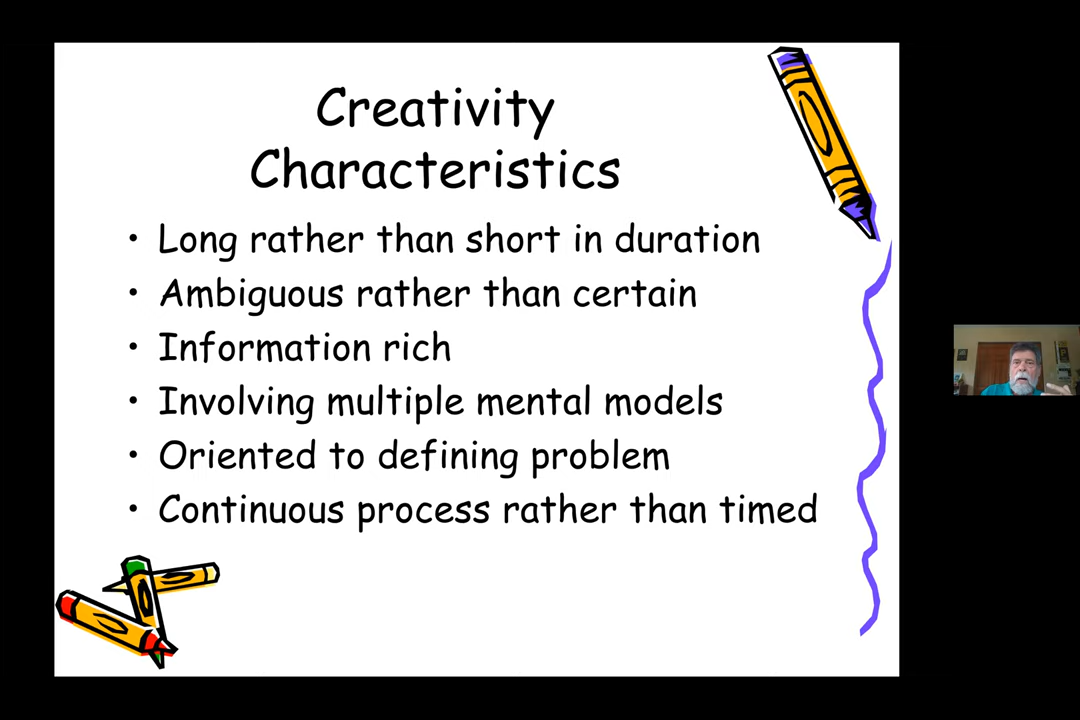 Creativity
Characteristics
• Long rather than short in duration
• Ambiguous rather than certain
• Information rich
• Involving multiple mental models
• Oriented to defining problem
• Continuous process rather than timed